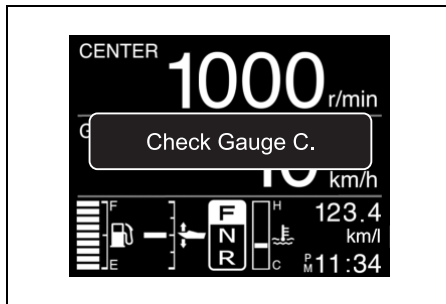 CENTER
1000 r/min
G
Check Gauge C.
km/h
F
E
F
N
R
H
C
123.4
km/l
PM 11:34